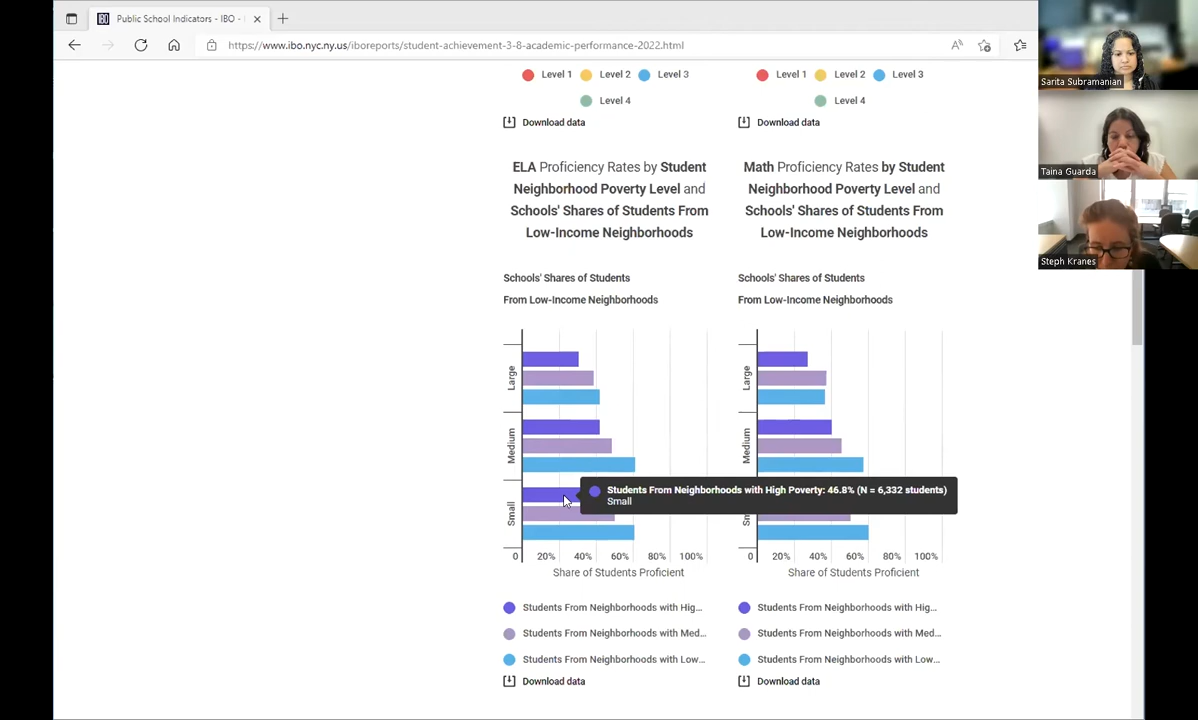 Public School Indicators - IBO -
https://www.ibo.nyc.ny.us/iboreports/student-achievement-3-8-academic-performance-2022.html
Sarita Subramanian
Taina Guarda
Steph Kranes
Level 1 Level 2 Level 3
Level 4
Download data
Level 1 Level 2 Level 3
Level 4
Download data
ELA Proficiency Rates by Student
Neighborhood Poverty Level and
Schools' Shares of Students From
Low-Income Neighborhoods
Schools' Shares of Students
From Low-Income Neighborhoods
Large
Medium
Small
0 20% 40% 60% 80% 100%
Share of Students Proficient
Students From Neighborhoods with Hig...
Students From Neighborhoods with Med...
Students From Neighborhoods with Low...
Download data
Math Proficiency Rates by Student
Neighborhood Poverty Level and
Schools' Shares of Students From
Low-Income Neighborhoods
Schools' Shares of Students
From Low-Income Neighborhoods
Large
Medium
Students From Neighborhoods with High Poverty: 46.8% (N = 6,332 students)
Small
0 20% 40% 60% 80% 100%
Share of Students Proficient
Students From Neighborhoods with Hig...
Students From Neighborhoods with Med...
Students From Neighborhoods with Low...
Download data